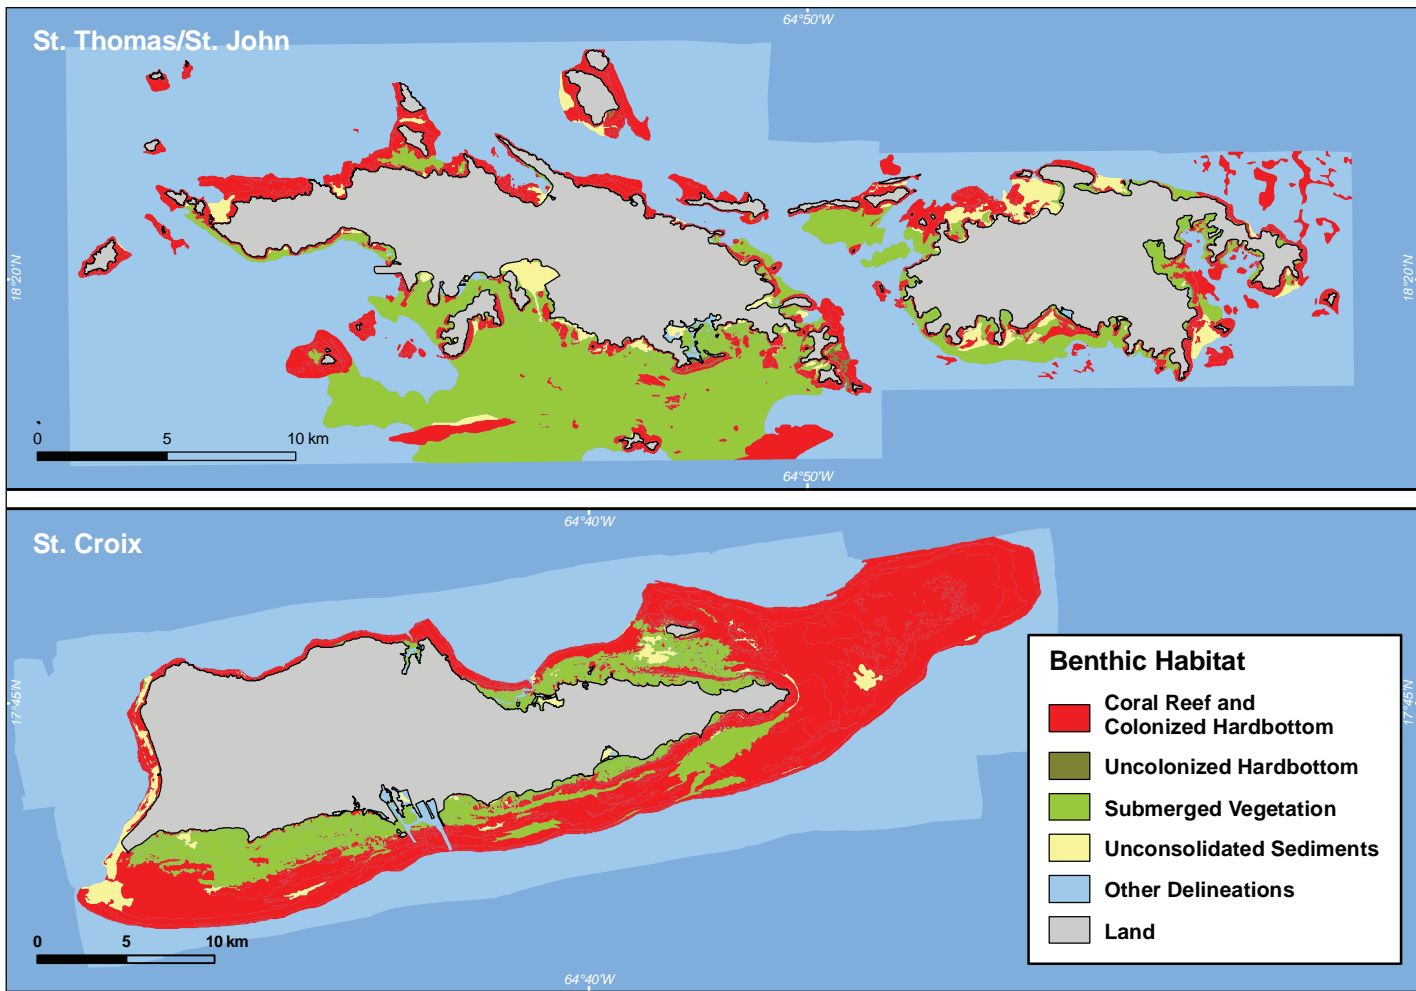 St. Thomas/St. John
64°50'W
18°20'N
18°20'N
0 5 10 km
64°50'W
St. Croix
64°40'W
17°45'N
17°45'N
Benthic Habitat
Coral Reef and
Colonized Hardbottom
Uncolonized Hardbottom
Submerged Vegetation
Unconsolidated Sediments
Other Delineations
Land
0 5 10 km
64°40'W